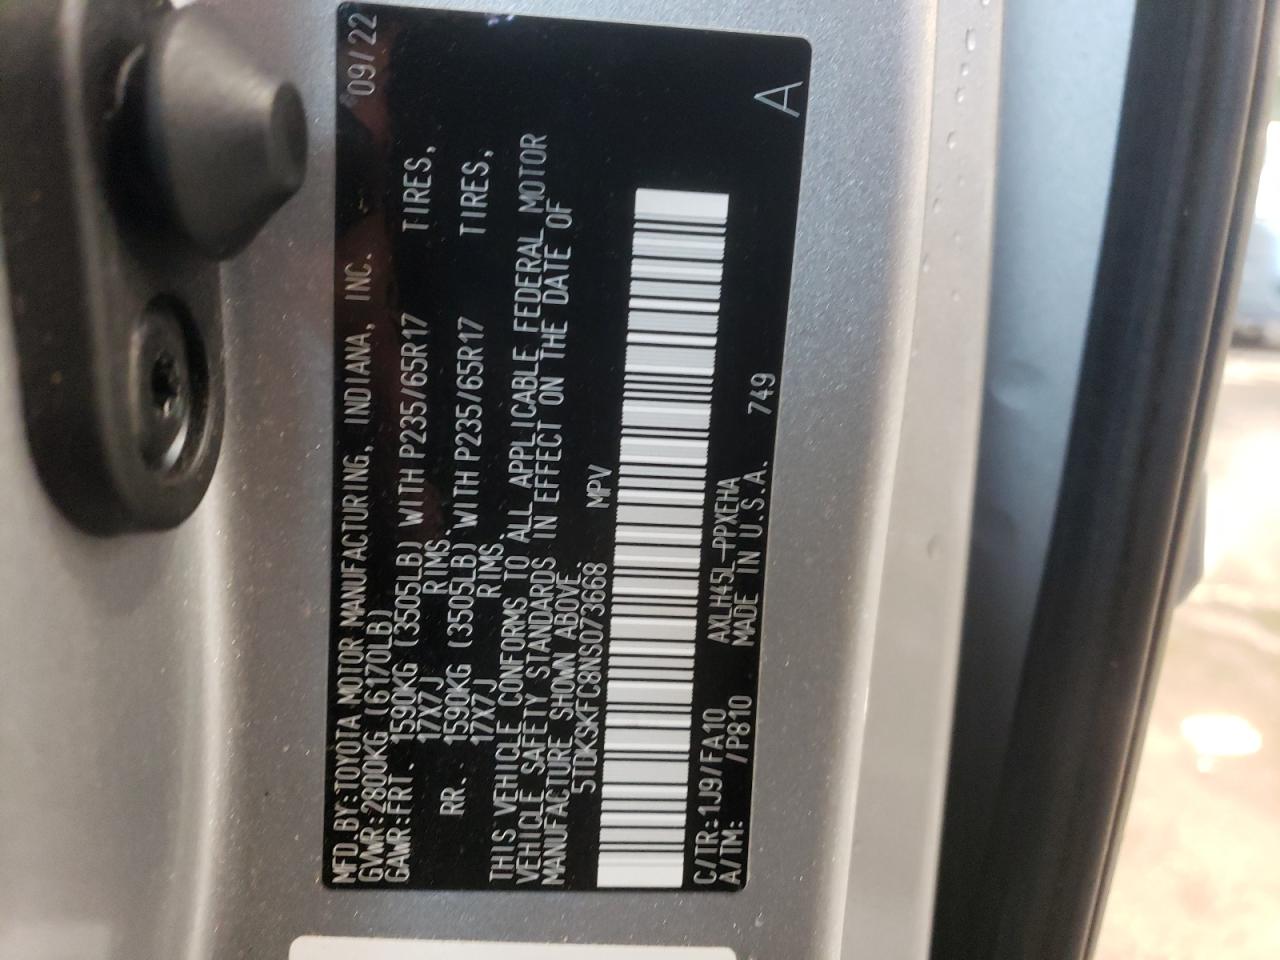 MFD.BY:TOYOTA MOTOR MANUFACTURING, INDIANA, INC. 09/22
GVWR:2800KG (6170LB)
GAWR:FRT. 1590KG (3505LB) WITH P235/65R17 TIRES,
17X7J RIMS.
RR. 1590KG (3505LB) WITH P235/65R17 TIRES,
17X7J RIMS.
THIS VEHICLE CONFORMS TO ALL APPLICABLE FEDERAL MOTOR
VEHICLE SAFETY STANDARDS IN EFFECT ON THE DATE OF
MANUFACTURE SHOWN ABOVE.
5TDKSKFC8NS073668 MPV
C/TR:1J9/FA10 AXLH45L-PPXEHA
A/TM: /P810 MADE IN U.S.A. 749
A